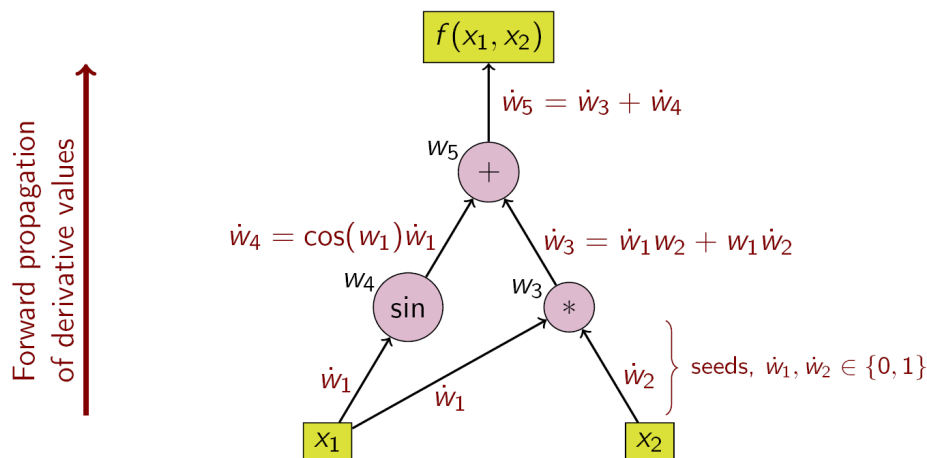 f(x₁, x₂)
ẇ₅ = ẇ₃ + ẇ₄
w₅
+
ẇ₄ = cos(w₁)ẇ₁
ẇ₃ = ẇ₁w₂ + w₁ẇ₂
w₄
sin
w₃
*
ẇ₁
ẇ₁
ẇ₂
seeds, ẇ₁, ẇ₂ ∈ {0, 1}
x₁
x₂
Forward propagation
of derivative values